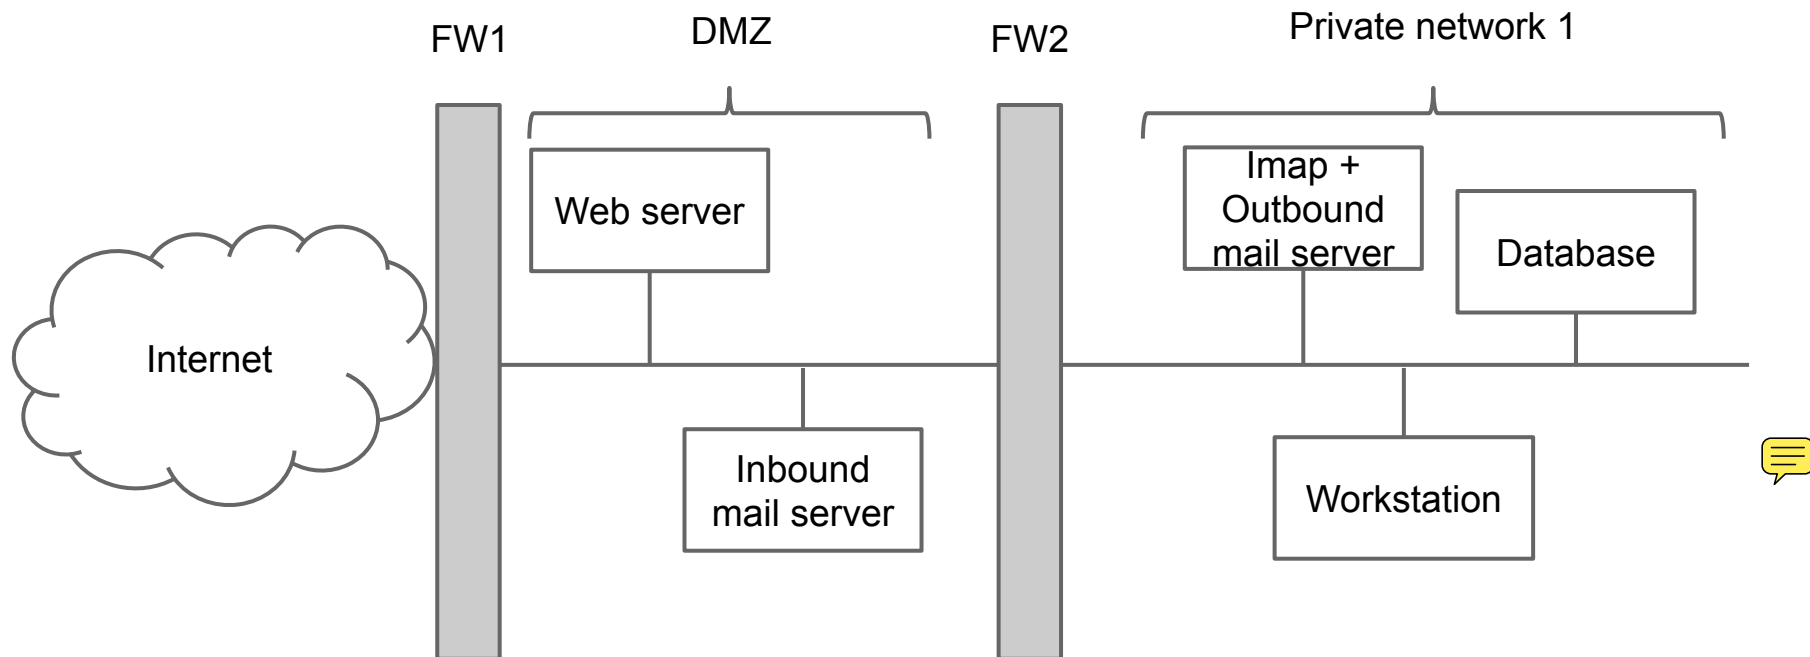 FW1
DMZ
FW2
Private network 1
Web server
Imap +
Outbound
mail server
Database
Internet
Inbound
mail server
Workstation